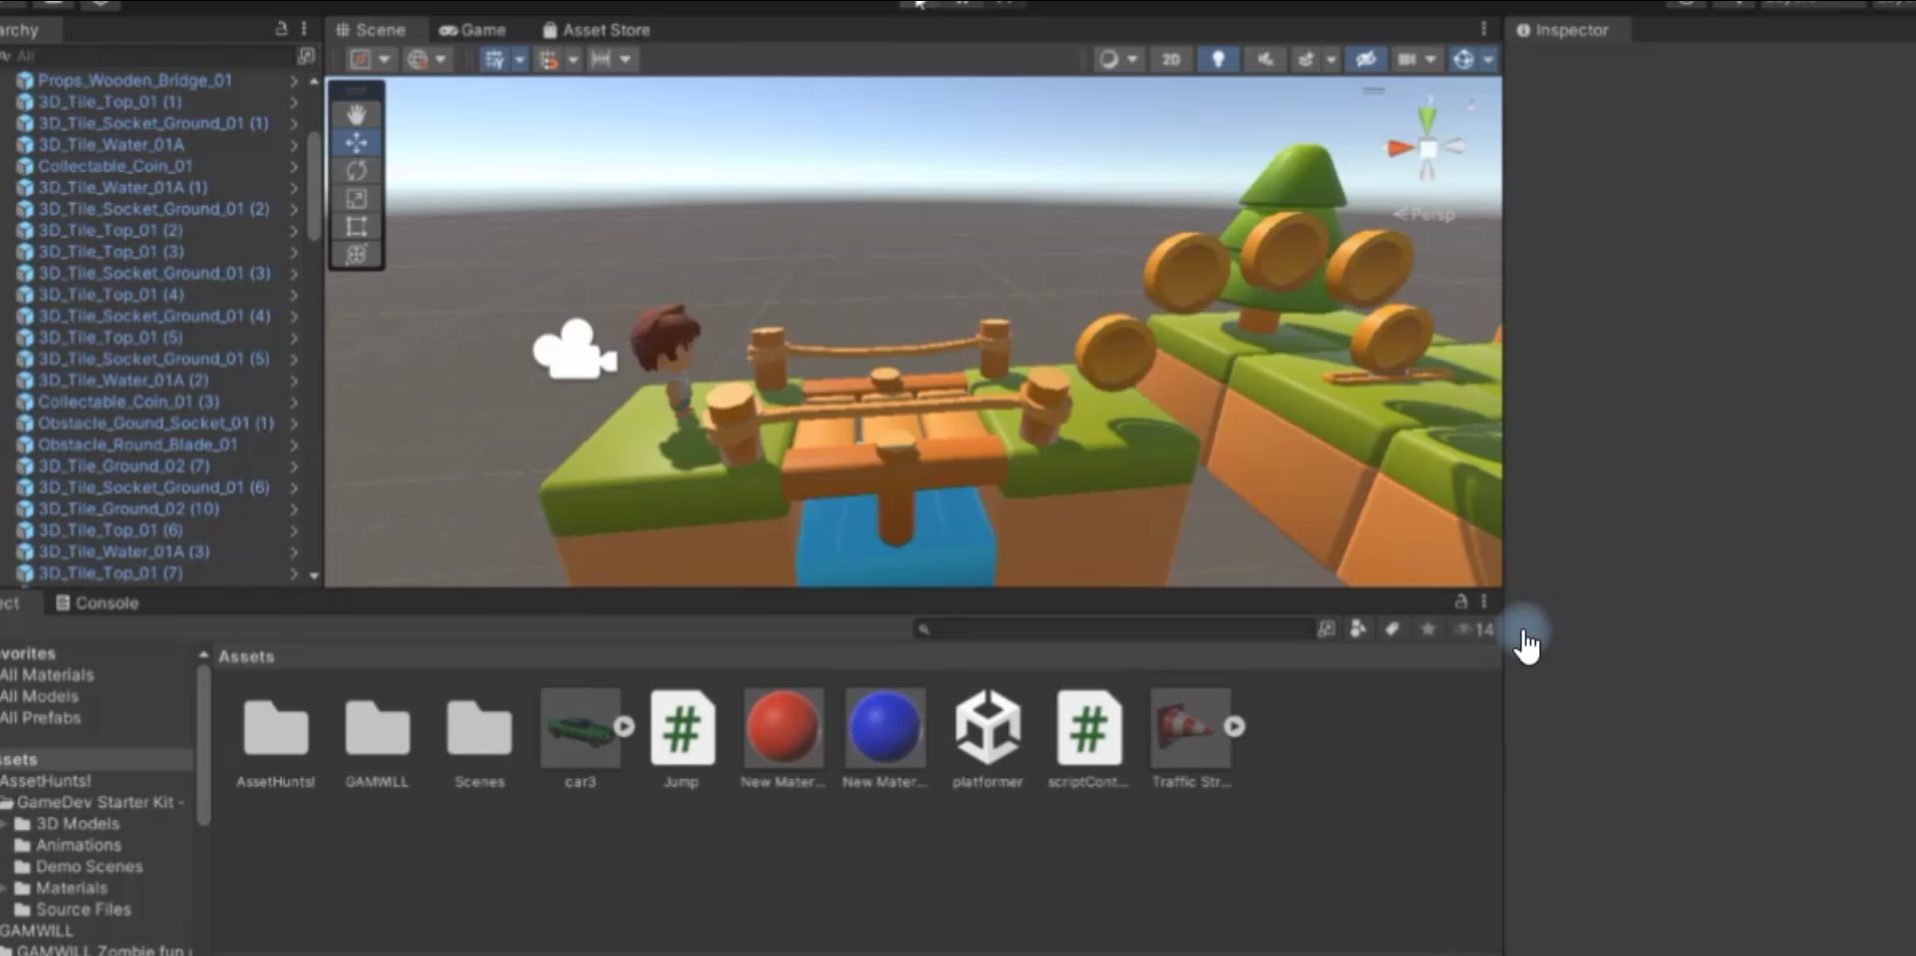 archy
Scene
Game
Asset Store
Inspector
All
2D
Props_Wooden_Bridge_01
3D_Tile_Top_01 (1)
3D_Tile_Socket_Ground_01 (1)
3D_Tile_Water_01A
Collectable_Coin_01
3D_Tile_Water_01A (1)
3D_Tile_Socket_Ground_01 (2)
3D_Tile_Top_01 (2)
3D_Tile_Top_01 (3)
3D_Tile_Socket_Ground_01 (3)
3D_Tile_Top_01 (4)
3D_Tile_Socket_Ground_01 (4)
3D_Tile_Top_01 (5)
3D_Tile_Socket_Ground_01 (5)
3D_Tile_Water_01A (2)
Collectable_Coin_01 (3)
Obstacle_Gound_Socket_01 (1)
Obstacle_Round_Blade_01
3D_Tile_Ground_02 (7)
3D_Tile_Socket_Ground_01 (6)
3D_Tile_Ground_02 (10)
3D_Tile_Top_01 (6)
3D_Tile_Water_01A (3)
3D_Tile_Top_01 (7)
Persp
ect
Console
14
vorites
All Materials
All Models
All Prefabs
sets
AssetHunts!
GameDev Starter Kit -
3D Models
Animations
Demo Scenes
Materials
Source Files
GAMWILL
GAMWILL Zombie fun
Assets
AssetHunts!
GAMWILL
Scenes
car3
Jump
New Mater...
New Mater...
platformer
scriptCont...
Traffic Str...